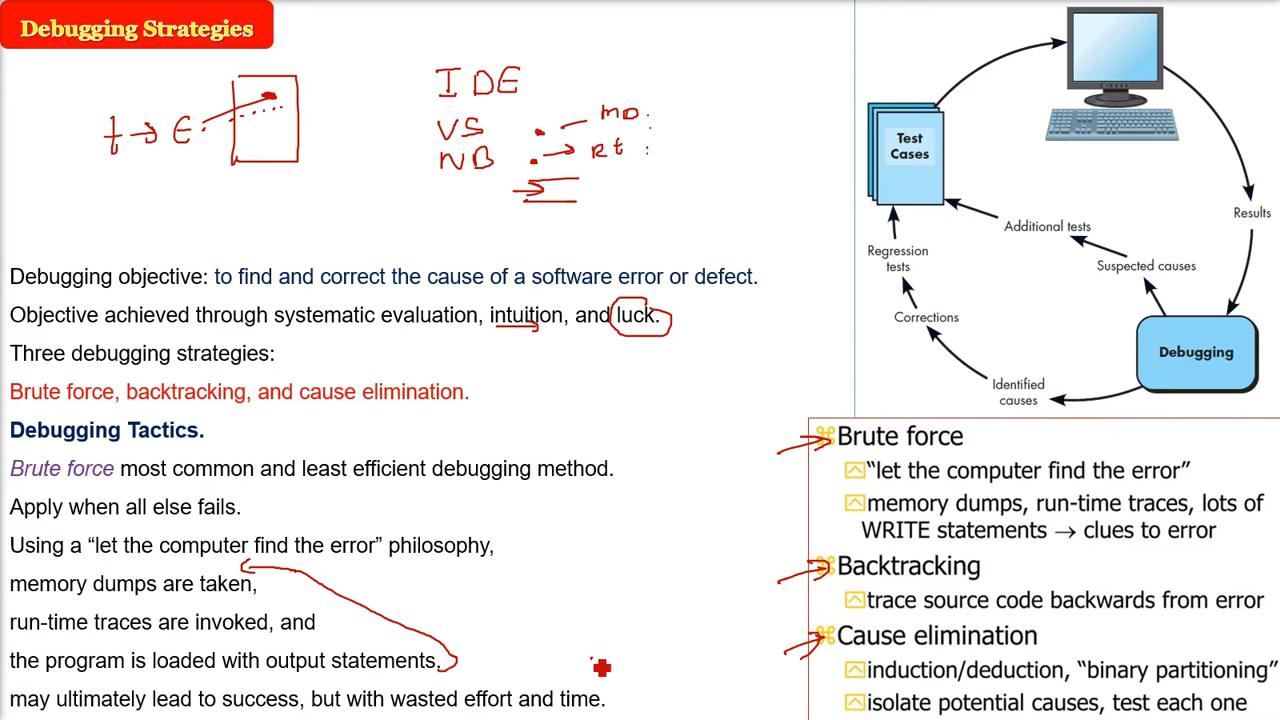 Debugging Strategies
t → E
IDE
VS
NB
MD:
Rt :
Debugging objective: to find and correct the cause of a software error or defect.
Objective achieved through systematic evaluation, intuition, and luck.
Three debugging strategies:
Brute force, backtracking, and cause elimination.
Debugging Tactics.
Brute force most common and least efficient debugging method.
Apply when all else fails.
Using a “let the computer find the error” philosophy,
memory dumps are taken,
run-time traces are invoked, and
the program is loaded with output statements.
may ultimately lead to success, but with wasted effort and time.
Test
Cases
Results
Additional tests
Suspected causes
Regression
tests
Corrections
Debugging
Identified
causes
Brute force
“let the computer find the error”
memory dumps, run-time traces, lots of
WRITE statements → clues to error
Backtracking
trace source code backwards from error
Cause elimination
induction/deduction, “binary partitioning”
isolate potential causes, test each one